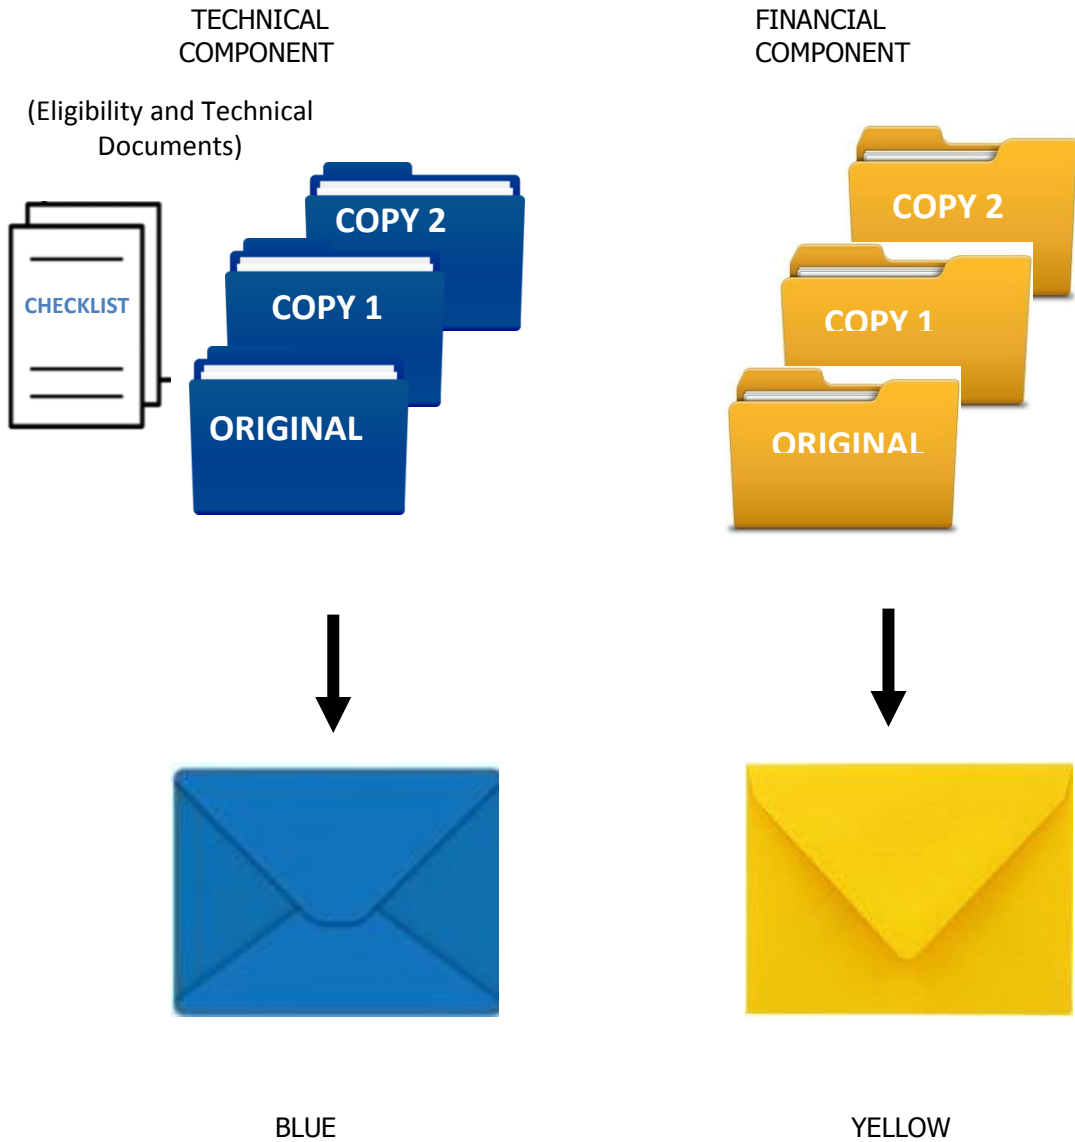 TECHNICAL
COMPONENT
(Eligibility and Technical
Documents)
CHECKLIST
COPY 2
COPY 1
ORIGINAL
FINANCIAL
COMPONENT
COPY 2
COPY 1
ORIGINAL
BLUE
YELLOW